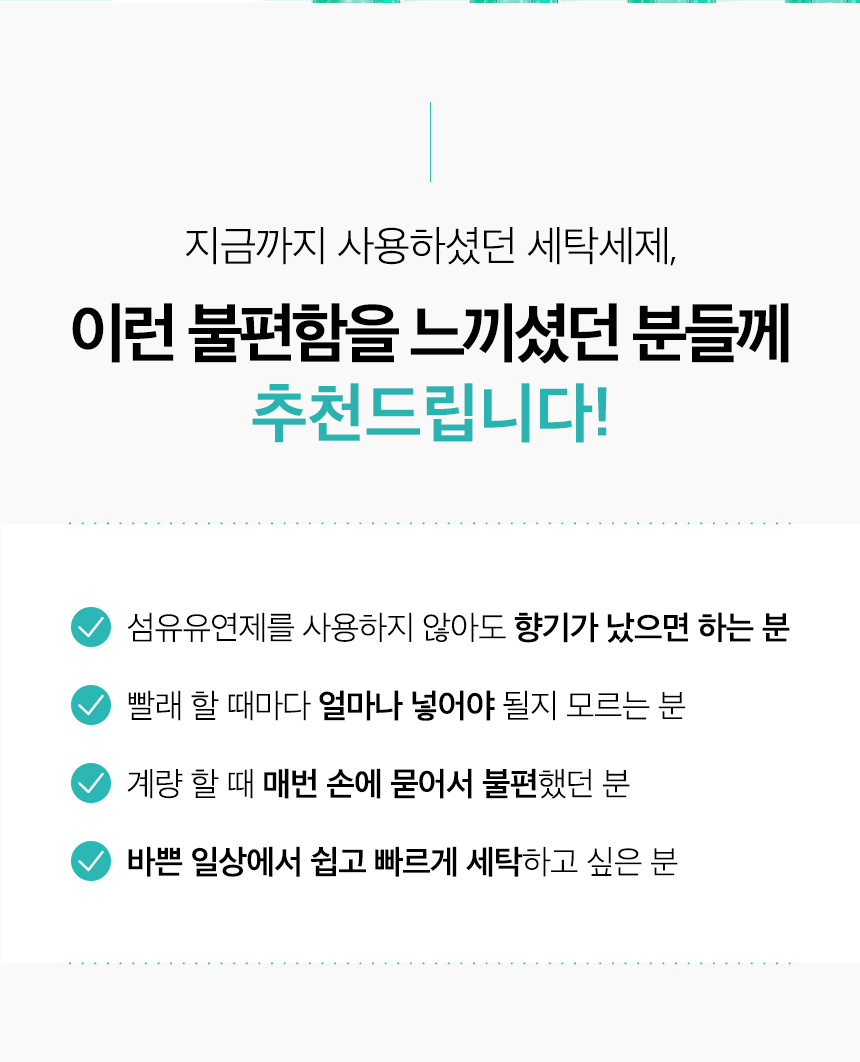 지금까지 사용하셨던 세탁세제,
이런 불편함을 느끼셨던 분들께
추천드립니다!
섬유유연제를 사용하지 않아도 향기가 났으면 하는 분
빨래 할 때마다 얼마나 넣어야 될지 모르는 분
계량 할 때 매번 손에 묻어서 불편했던 분
바쁜 일상에서 쉽고 빠르게 세탁하고 싶은 분